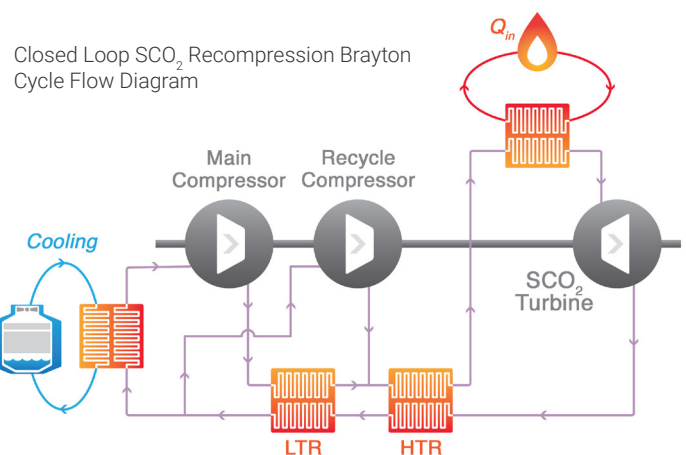 Closed Loop SCO₂ Recompression Brayton
Cycle Flow Diagram
Qin
Main
Compressor
Recycle
Compressor
Cooling
SCO₂
Turbine
LTR
HTR